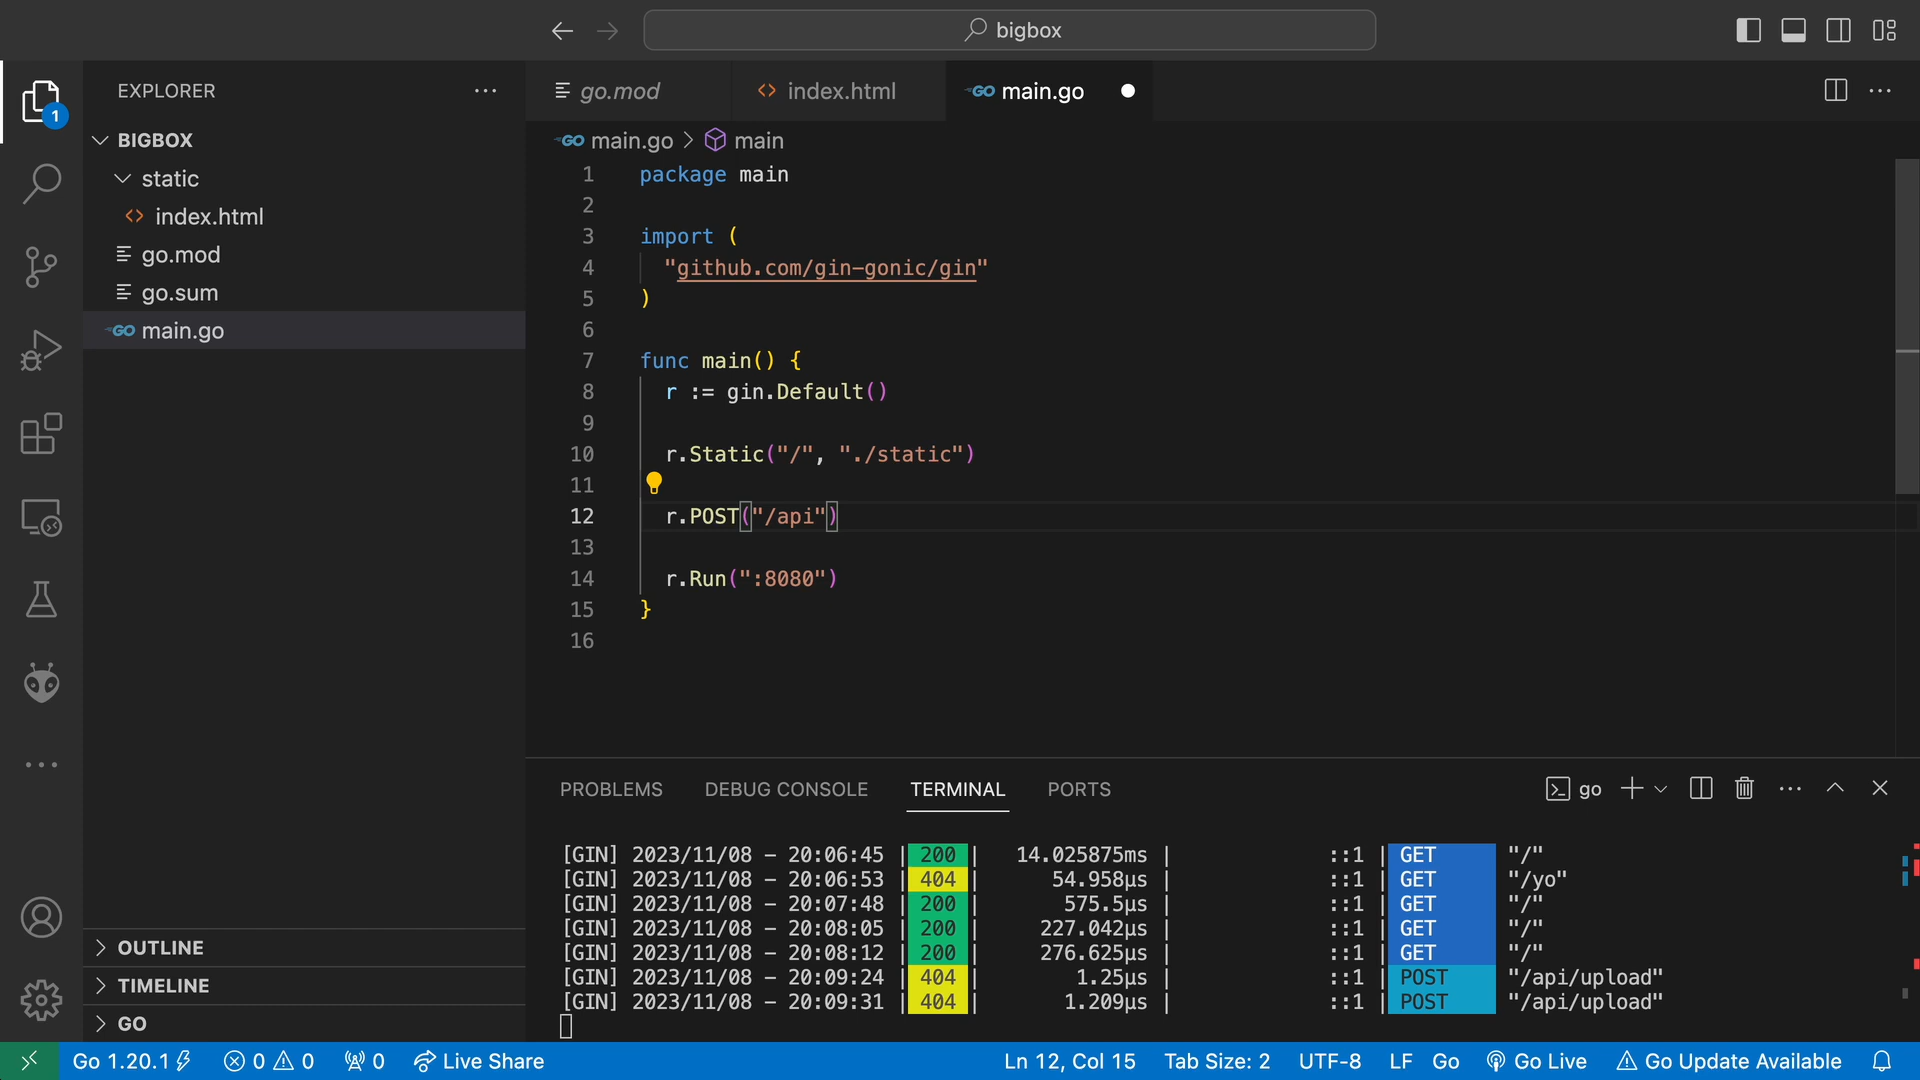 bigbox
EXPLORER
go.mod
index.html
GO main.go
1
BIGBOX
static
index.html
go.mod
go.sum
GO main.go
GO main.go > main
1 package main
2
3 import (
4 "github.com/gin-gonic/gin"
5 )
6
7 func main() {
8 r := gin.Default()
9
10 r.Static("/", "./static")
11
12 r.POST("/api")
13
14 r.Run(":8080")
15 }
16
PROBLEMS DEBUG CONSOLE TERMINAL PORTS
go
[GIN] 2023/11/08 - 20:06:45 | 200 | 14.025875ms | ::1 | GET "/"
[GIN] 2023/11/08 - 20:06:53 | 404 | 54.958µs | ::1 | GET "/yo"
[GIN] 2023/11/08 - 20:07:48 | 200 | 575.5µs | ::1 | GET "/"
[GIN] 2023/11/08 - 20:08:05 | 200 | 227.042µs | ::1 | GET "/"
[GIN] 2023/11/08 - 20:08:12 | 200 | 276.625µs | ::1 | GET "/"
[GIN] 2023/11/08 - 20:09:24 | 404 | 1.25µs | ::1 | POST "/api/upload"
[GIN] 2023/11/08 - 20:09:31 | 404 | 1.209µs | ::1 | POST "/api/upload"
OUTLINE
TIMELINE
GO
Go 1.20.1 0 0 0 Live Share Ln 12, Col 15 Tab Size: 2 UTF-8 LF Go Go Live Go Update Available